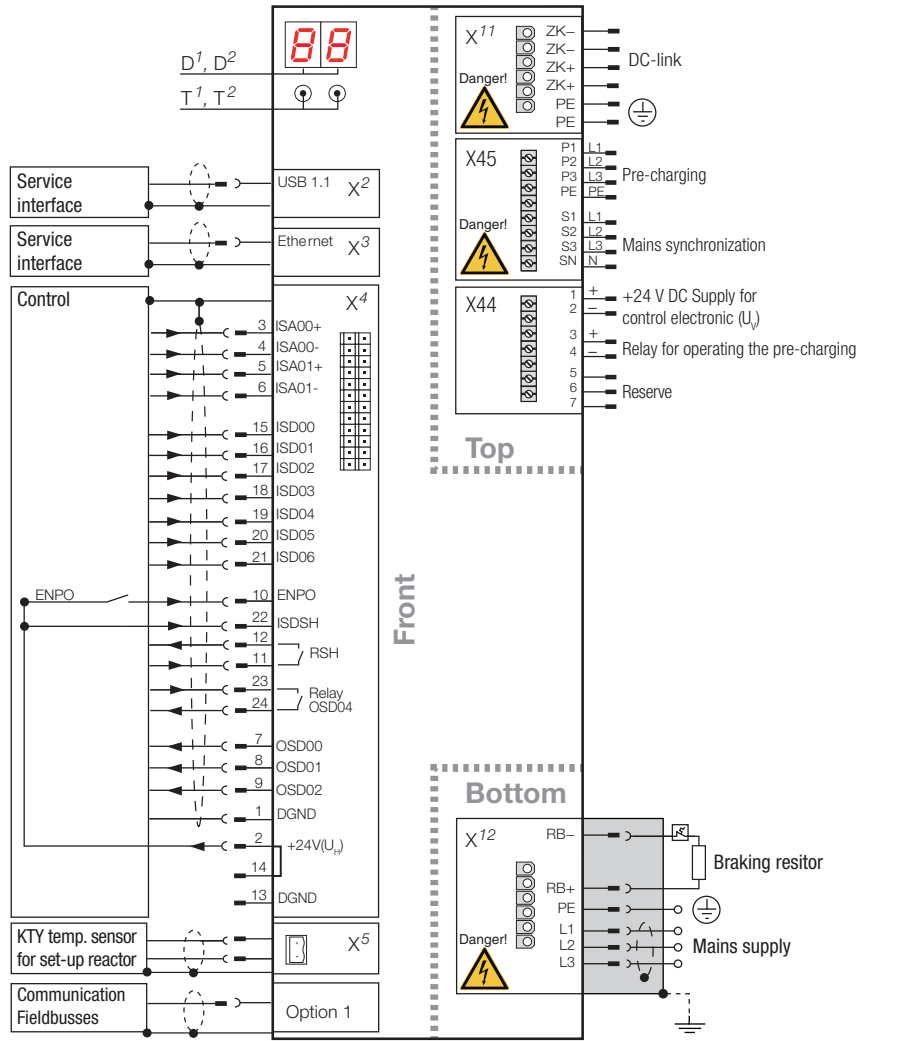 88
D1, D2
T1, T2
Service
interface
USB 1.1
X2
Service
interface
Ethernet
X3
Control
X4
3 ISA00+
4 ISA00-
5 ISA01+
6 ISA01-
15 ISD00
16 ISD01
17 ISD02
18 ISD03
19 ISD04
20 ISD05
21 ISD06
ENPO
10 ENPO
22 ISDSH
12
RSH
11
23
Relay
24 OSD04
7 OSD00
8 OSD01
9 OSD02
1 DGND
2 +24V(UH)
14
13 DGND
KTY temp. sensor
for set-up reactor
X5
Communication
Fieldbusses
Option 1
Front
X11
Danger!
ZK–
ZK–
ZK+
ZK+
PE
PE
DC-link
X45
Danger!
P1 L1
P2 L2
P3 L3
PE PE
Pre-charging
S1 L1
S2 L2
S3 L3
SN N
Mains synchronization
X44
1 +
2 –
+24 V DC Supply for
control electronic (UV)
3 +
4 –
Relay for operating the pre-charging
5
6
7
Reserve
Top
Bottom
X12
Danger!
RB–
RB+
Braking resitor
PE
L1
L2
L3
Mains supply